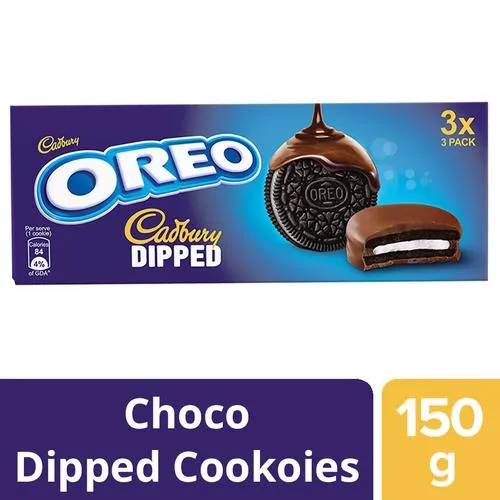 Cadbury
OREO
Cadbury
DIPPED
3x
3 PACK
OREO
Per serve
(1 cookie)
Calories
84
4%
of GDA*
Choco
Dipped Cookoies
150
g